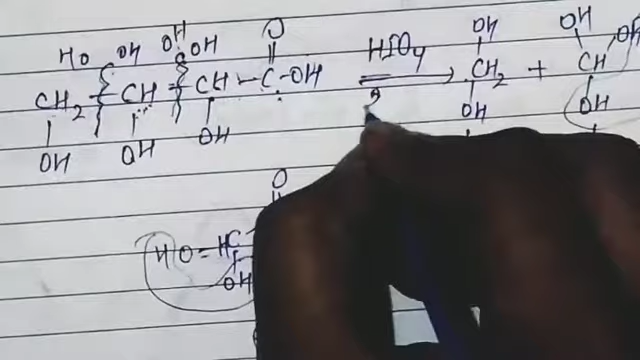 HO OH OH OH O OH OH
CH2 - CH - CH - C - OH HIO4 CH2 + CH
OH OH OH OH OH
O
HO - HC
OH